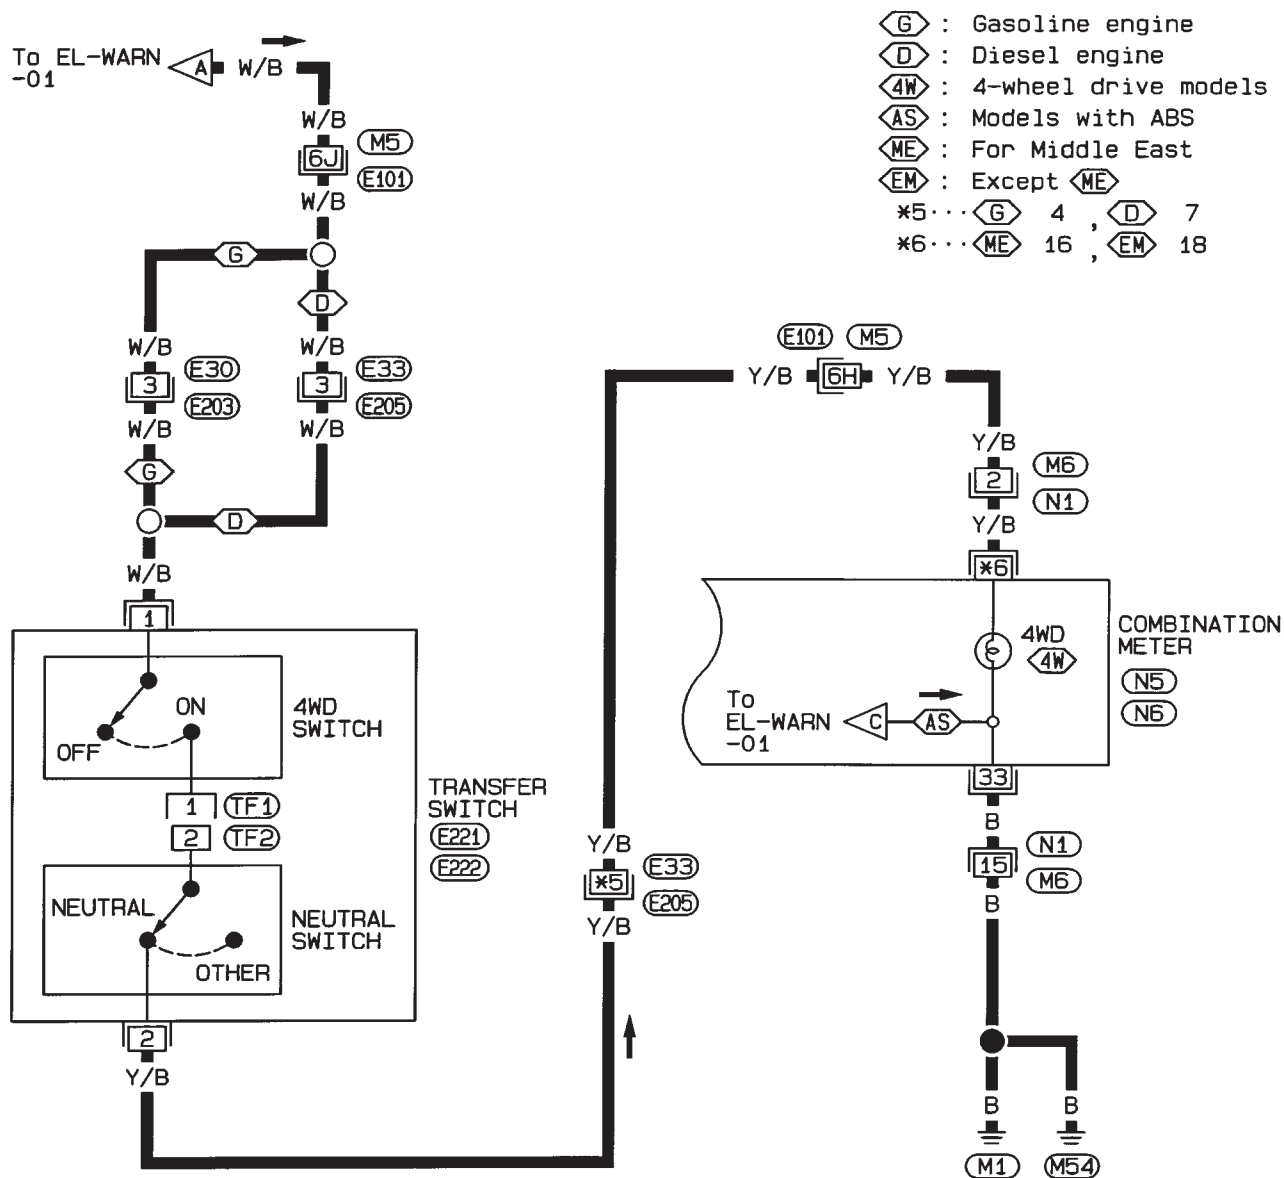 To EL-WARN
-01
A
W/B
W/B
6J
M5
E101
W/B
G
D
W/B
3
E30
E203
W/B
W/B
3
E33
E205
W/B
G
D
W/B
1
OFF
ON
4WD
SWITCH
1
TF1
2
TF2
TRANSFER
SWITCH
E221
E222
NEUTRAL
OTHER
NEUTRAL
SWITCH
2
Y/B
Y/B
*5
E33
E205
Y/B
G : Gasoline engine
D : Diesel engine
4W : 4-wheel drive models
AS : Models with ABS
ME : For Middle East
EM : Except ME
*5··· G 4 , D 7
*6··· ME 16 , EM 18
E101 M5
Y/B 6H Y/B
Y/B
2
M6
N1
Y/B
*6
4WD
4W
COMBINATION
METER
N5
N6
To
EL-WARN
-01
C
AS
33
B
15
N1
M6
B
B
B
M1
M54